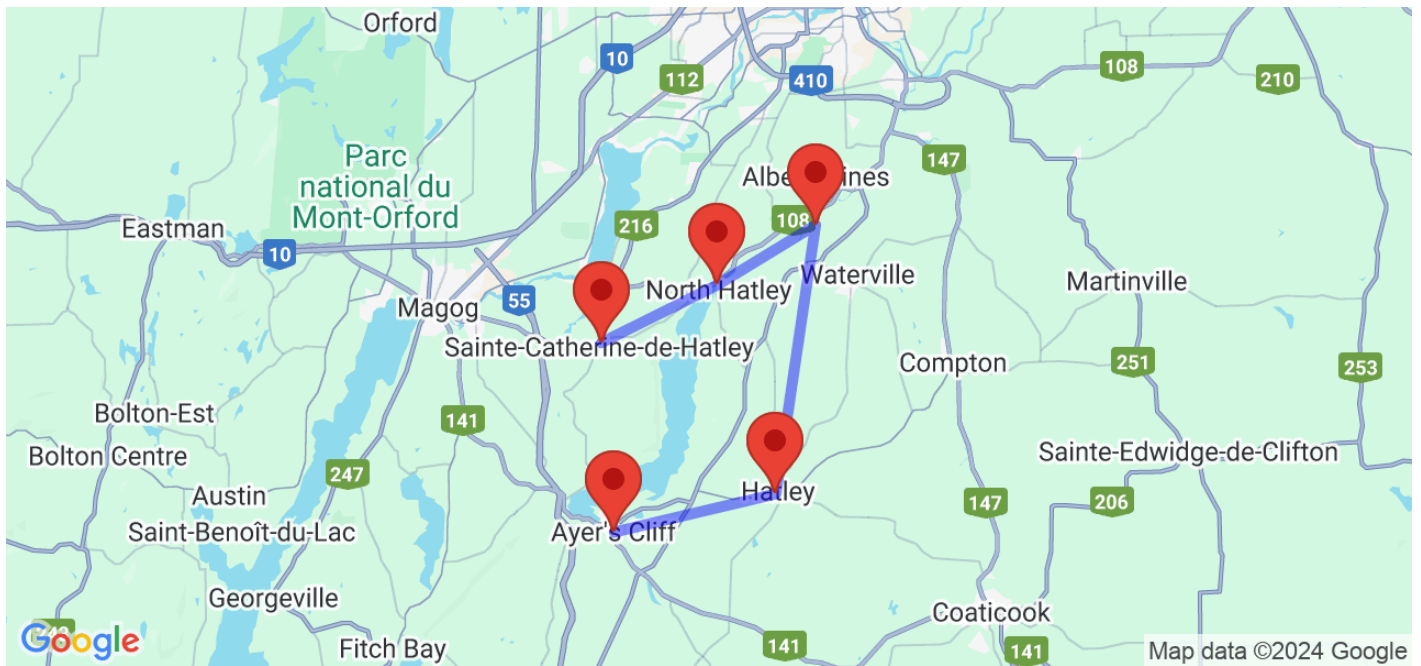 Orford
10
112
108
210
410
Parc
national du
Mont-Orford
147
216
108
Eastman
10
North Hatley
Waterville
Martinville
55
Magog
Sainte-Catherine-de-Hatley
Compton
251
253
Bolton-Est
141
Bolton Centre
247
Sainte-Edwidge-de-Clifton
Austin
Hatley
147
206
Saint-Benoît-du-Lac
Ayer's Cliff
Georgeville
Coaticook
Google
Fitch Bay
141
141
Map data ©2024 Google